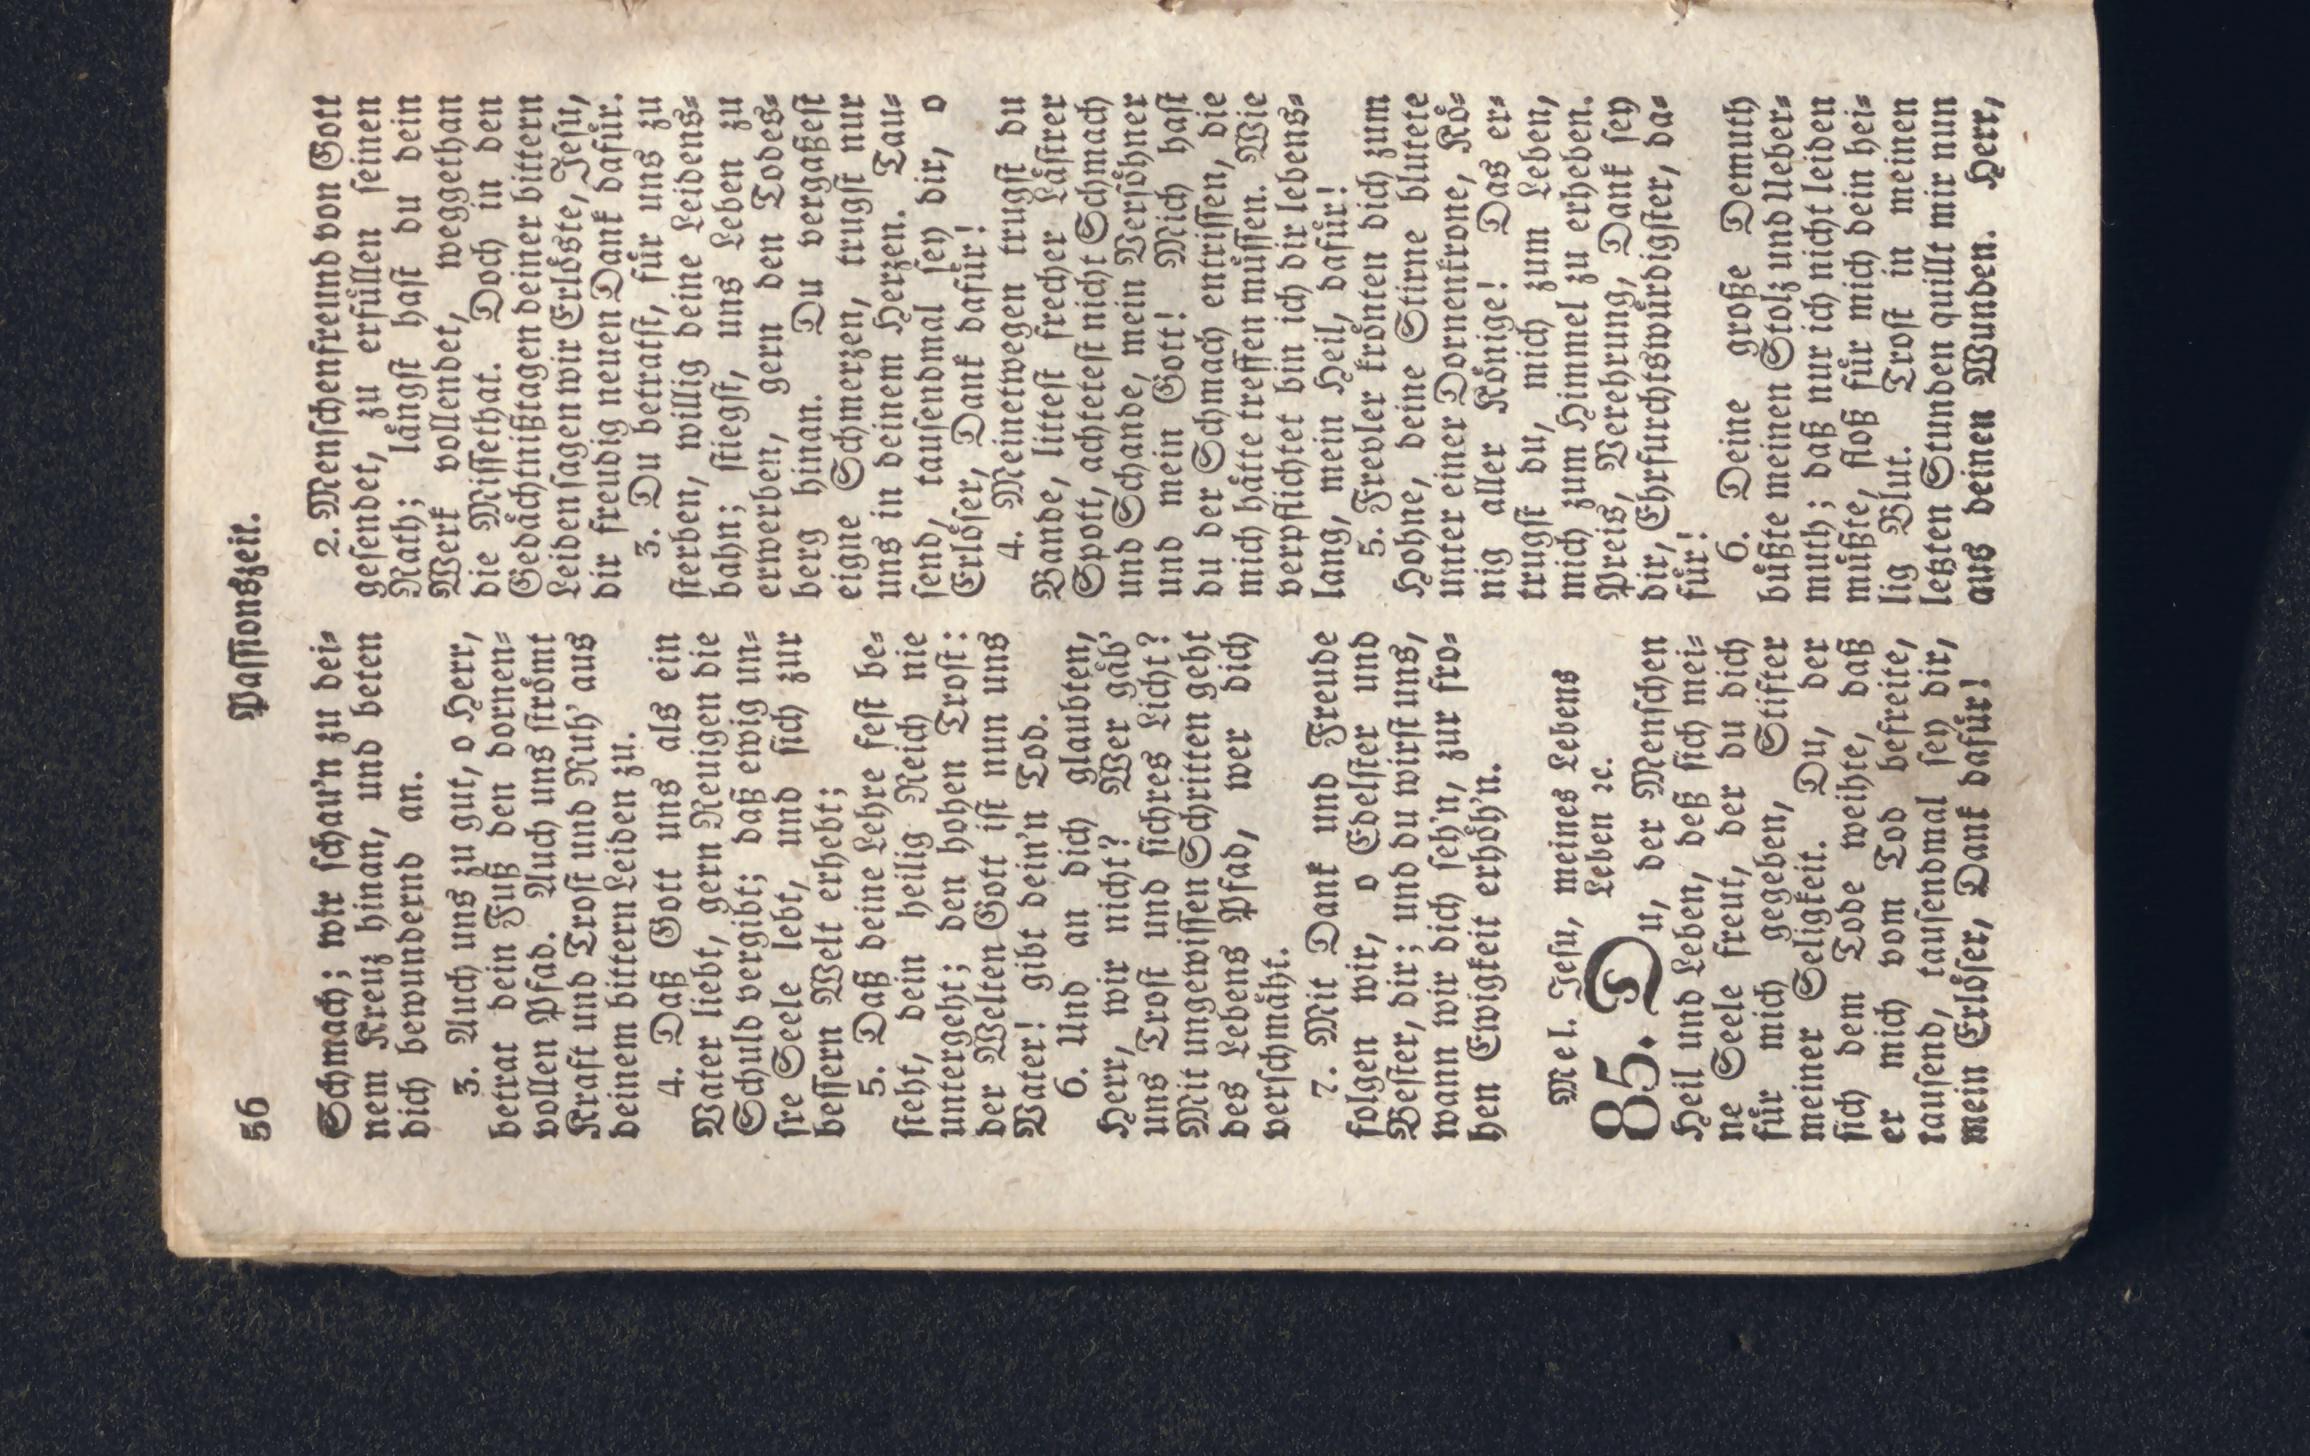 56
Passionszeit.
Schmach; wir schau'n zu dei-
nem Kreuz hinan, und beten
dich bewundernd an.
3. Auch uns zu gut, o Herr,
betrat dein Fuß den dornen-
vollen Pfad. Auch uns strömt
Kraft und Trost und Ruh' aus
deinem bittern Leiden zu.
4. Daß Gott uns als ein
Vater liebt, gern Reuigen die
Schuld vergibt; daß ewig un-
sre Seele lebt, und sich zur
bessern Welt erhebt;
5. Daß deine Lehre fest be-
steht, dein heilig Reich nie
untergeht; den hohen Trost:
der Welten Gott ist nun uns
Vater! gibt dein'n Tod.
6. Und an dich glaubten,
Herr, wir nicht? Wer gäb'
uns Trost und sichres Licht?
Mit ungewissen Schritten geht
des Lebens Pfad, wer dich
verschmäht.
7. Mit Dank und Freude
folgen wir, o Edelster und
Bester, dir; und du wirst uns,
wann wir dich seh'n, zur fro-
hen Ewigkeit erhöh'n.
Mel. Jesu, meines Lebens
Leben ꝛc.
85. Du, der Menschen
Heil und Leben, deß sich mei-
ne Seele freut, der du dich
für mich gegeben, Stifter
meiner Seligkeit. Du, der
sich dem Tode weihte, daß
er mich vom Tod befreite,
tausend, tausendmal sey dir,
mein Erlöser, Dank dafür!
2. Menschenfreund von Gott
gesendet, zu erfüllen seinen
Rath; längst hast du dein
Werk vollendet, weggethan
die Missethat. Doch in den
Gedächtnißtagen deiner bittern
Leiden sagen wir Erlöste, Jesu,
dir freudig neuen Dank dafür.
3. Du betratst, für uns zu
sterben, willig deine Leidens-
bahn; stiegst, uns Leben zu
erwerben, gern den Todes-
berg hinan. Du vergaßest
eigne Schmerzen, trugst nur
uns in deinem Herzen. Tau-
send, tausendmal sey dir, o
Erlöser, Dank dafür!
4. Meinetwegen trugst du
Bande, littest frecher Lästrer
Spott, achtetest nicht Schmach
und Schande, mein Versöhner
und mein Gott! Mich hast
du der Schmach entrissen, die
mich hätte treffen müssen. Wie
verpflichtet bin ich dir lebens-
lang, mein Heil, dafür!
5. Frevler krönten dich zum
Hohne, deine Stirne blutete
unter einer Dornenkrone, Kö-
nig aller Könige! Das er-
trugst du, mich zum Leben,
mich zum Himmel zu erheben.
Preis, Verehrung, Dank sey
dir, Ehrfurchtswürdigster, da-
für!
6. Deine große Demuth
büßte meinen Stolz und Ueber-
muth; daß nur ich nicht leiden
müßte, floß für mich dein hei-
lig Blut. Trost in meinen
letzten Stunden quillt mir nun
aus deinen Wunden. Herr,